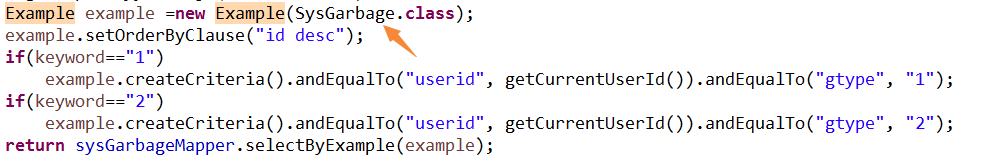 Example example =new Example(SysGarbage.class);
example.setOrderByClause("id desc");
if(keyword=="1")
    example.createCriteria().andEqualTo("userid", getCurrentUserId()).andEqualTo("gtype", "1");
if(keyword=="2")
    example.createCriteria().andEqualTo("userid", getCurrentUserId()).andEqualTo("gtype", "2");
return sysGarbageMapper.selectByExample(example);